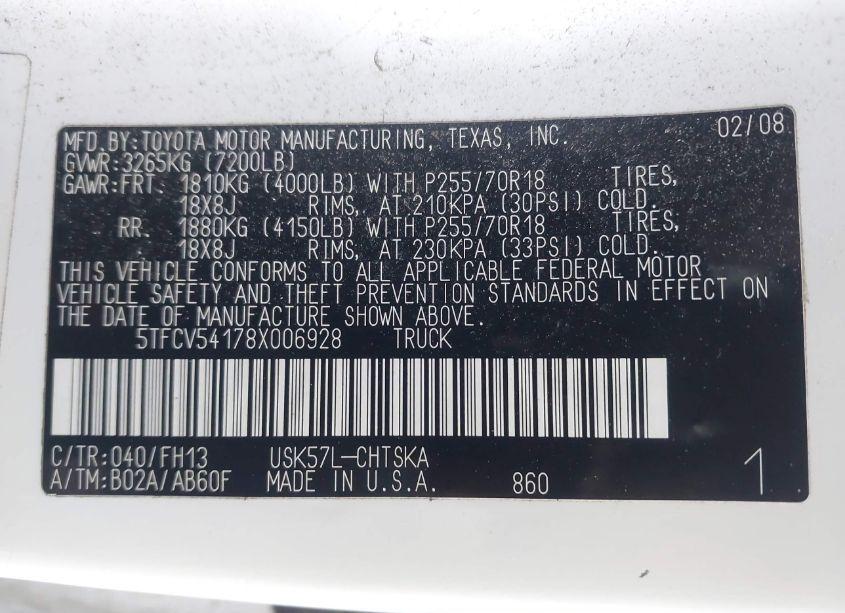 MFD.BY:TOYOTA MOTOR MANUFACTURING, TEXAS, INC. 02/08
GVWR:3265KG (7200LB)
GAWR:FRT. 1810KG (4000LB) WITH P255/70R18 TIRES,
18X8J RIMS, AT 210KPA (30PSI) COLD.
RR. 1880KG (4150LB) WITH P255/70R18 TIRES,
18X8J RIMS, AT 230KPA (33PSI) COLD.
THIS VEHICLE CONFORMS TO ALL APPLICABLE FEDERAL MOTOR
VEHICLE SAFETY AND THEFT PREVENTION STANDARDS IN EFFECT ON
THE DATE OF MANUFACTURE SHOWN ABOVE.
5TFCV54178X006928 TRUCK
C/TR:040/FH13 USK57L-CHTSKA
A/TM:B02A/AB60F MADE IN U.S.A. 860 1